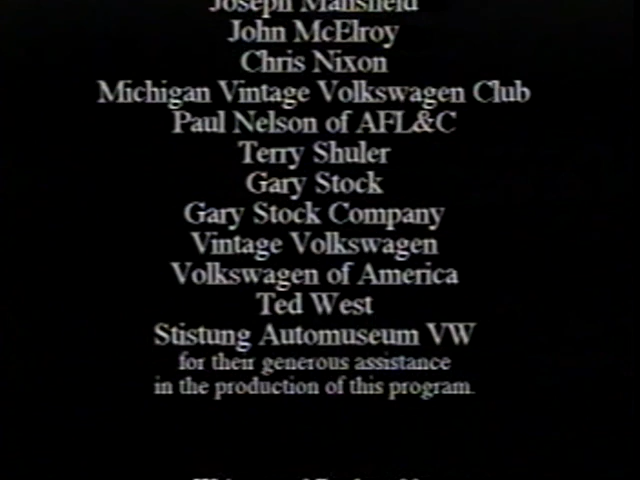 Joseph Mansfield
John McElroy
Chris Nixon
Michigan Vintage Volkswagen Club
Paul Nelson of AFL&C
Terry Shuler
Gary Stock
Gary Stock Company
Vintage Volkswagen
Volkswagen of America
Ted West
Stistung Automuseum VW
for their generous assistance
in the production of this program.